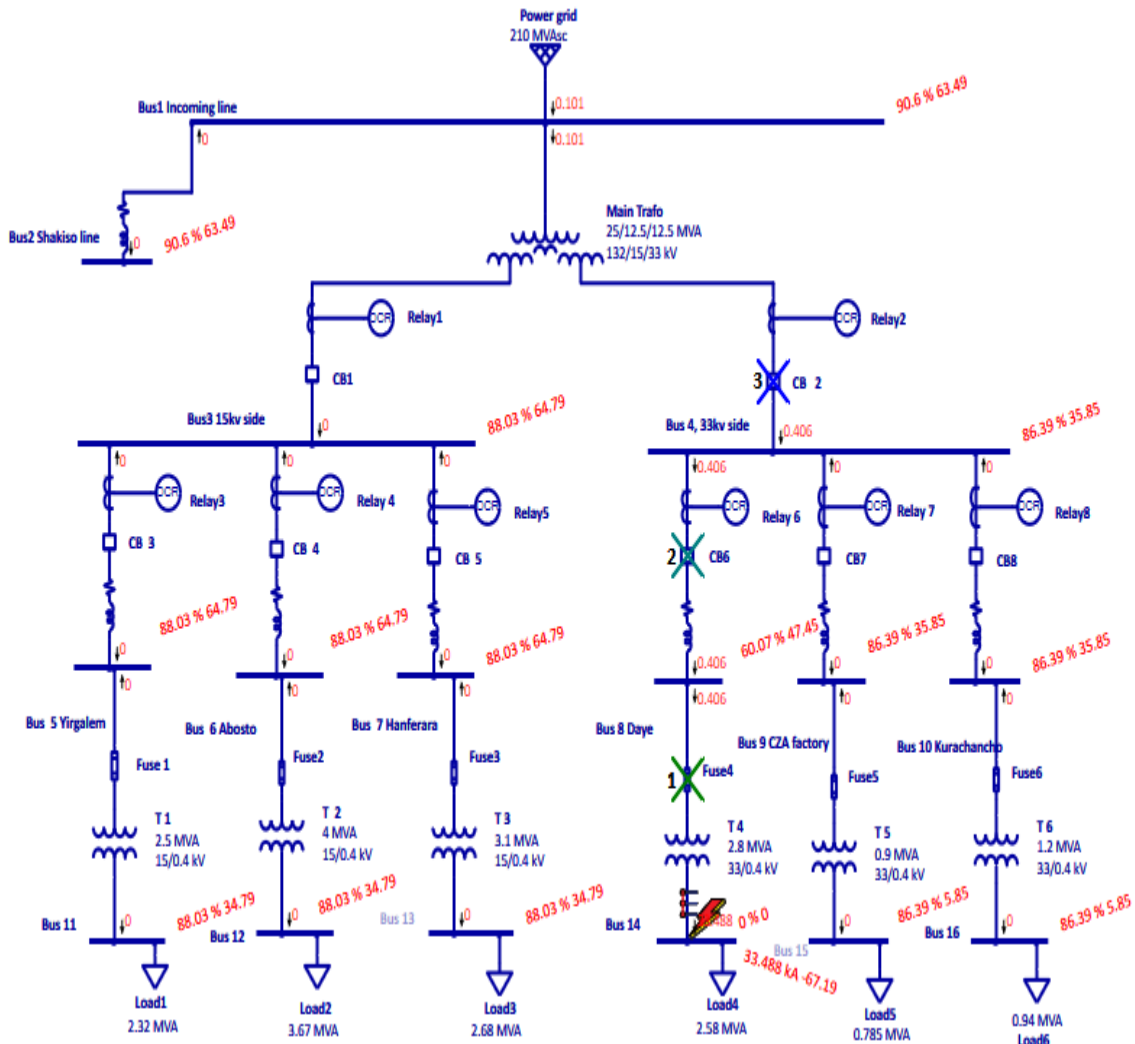 Power grid
210 MVAsc
0.101
Bus1 Incoming line
90.6 % 63.49
0
0.101
Main Trafo
25/12.5/12.5 MVA
132/15/33 kV
Bus2 Shakiso line
0
90.6 % 63.49
OCR
Relay1
OCR
Relay2
CB1
3
CB 2
Bus3 15kv side
0
88.03 % 64.79
Bus 4, 33kv side
0.406
86.39 % 35.85
0
0
0
0.406
0
0
OCR
Relay3
OCR
Relay 4
OCR
Relay5
OCR
Relay 6
OCR
Relay 7
OCR
Relay8
CB 3
CB 4
CB 5
2
CB6
CB7
CB8
0
88.03 % 64.79
0
88.03 % 64.79
0
88.03 % 64.79
0.406
60.07 % 47.45
0
86.39 % 35.85
0
86.39 % 35.85
0
0
0
0.406
0
0
Bus 5 Yirgalem
Bus 6 Abosto
Bus 7 Hanferara
Bus 8 Daye
Bus 9 CZA factory
Bus 10 Kurachancho
Fuse 1
Fuse2
Fuse3
1
Fuse4
Fuse5
Fuse6
T 1
2.5 MVA
15/0.4 kV
T 2
4 MVA
15/0.4 kV
T 3
3.1 MVA
15/0.4 kV
T 4
2.8 MVA
33/0.4 kV
T 5
0.9 MVA
33/0.4 kV
T 6
1.2 MVA
33/0.4 kV
Bus 11
0
88.03 % 34.79
Bus 12
0
88.03 % 34.79
Bus 13
0
88.03 % 34.79
Bus 14
0 % 0
33.488 kA -67.19
Bus 15
0
86.39 % 5.85
Bus 16
0
86.39 % 5.85
Load1
2.32 MVA
Load2
3.67 MVA
Load3
2.68 MVA
Load4
2.58 MVA
Load5
0.785 MVA
0.94 MVA
Load6